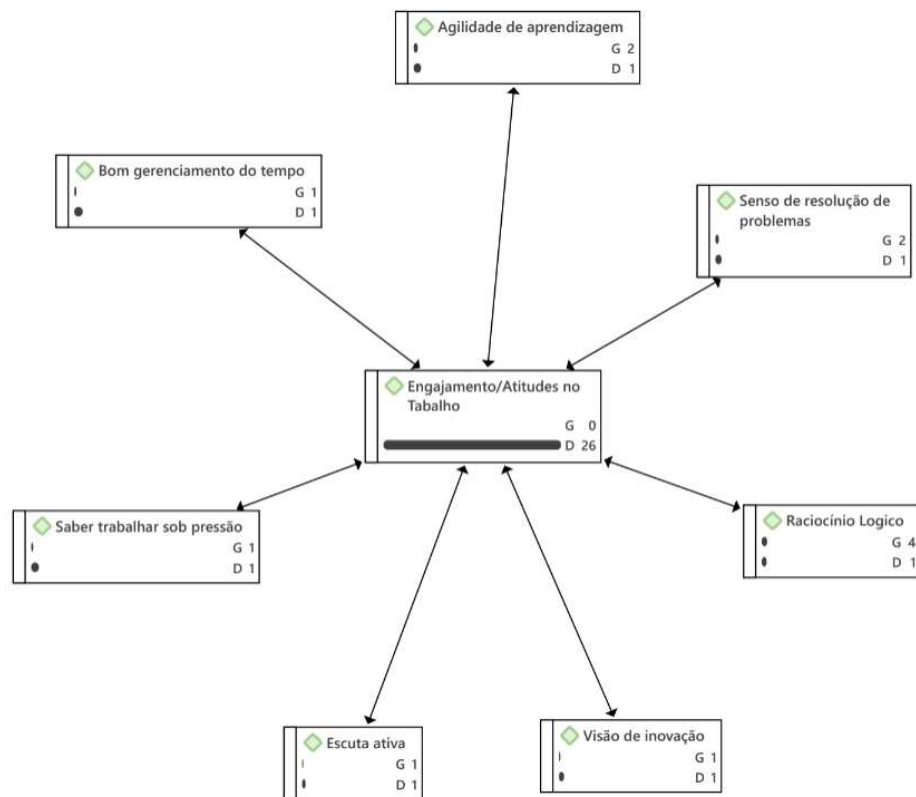 Agilidade de aprendizagem
G 2
D 1
Bom gerenciamento do tempo
G 1
D 1
Senso de resolução de
problemas
G 2
D 1
Engajamento/Atitudes no
Tabalho
G 0
D 26
Saber trabalhar sob pressão
G 1
D 1
Raciocínio Logico
G 4
D 1
Escuta ativa
G 1
D 1
Visão de inovação
G 1
D 1